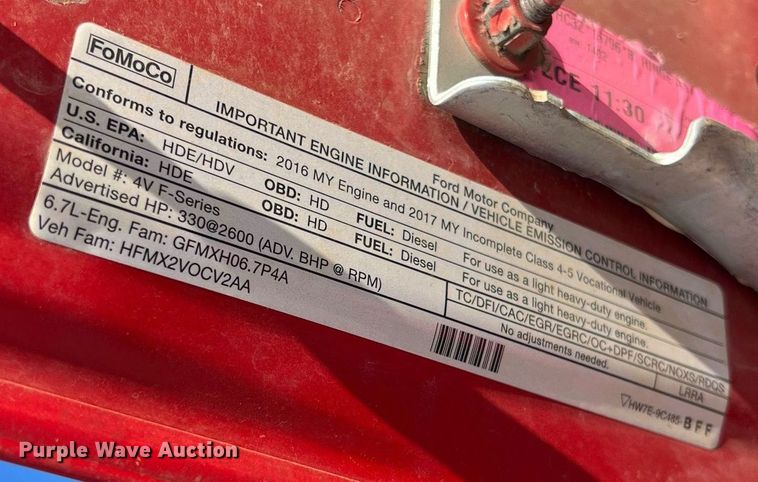 FoMoCo
Ford Motor Company
IMPORTANT ENGINE INFORMATION / VEHICLE EMISSION CONTROL INFORMATION
Conforms to regulations: 2016 MY Engine and 2017 MY Incomplete Class 4-5 Vocational Vehicle
U.S. EPA: HDE/HDV OBD: HD FUEL: Diesel For use as a light heavy-duty engine.
California: HDE OBD: HD FUEL: Diesel For use as a light heavy-duty engine.
Model #: 4V F-Series TC/DFI/CAC/EGR/EGRC/OC+DPF/SCRC/NOXS/RDQS
Advertised HP: 330@2600 (ADV. BHP @ RPM) No adjustments needed.
6.7L-Eng. Fam: GFMXH06.7P4A LRRA
Veh Fam: HFMX2VOCV2AA
HW7E-9C485-BFF
11:30
Purple Wave Auction